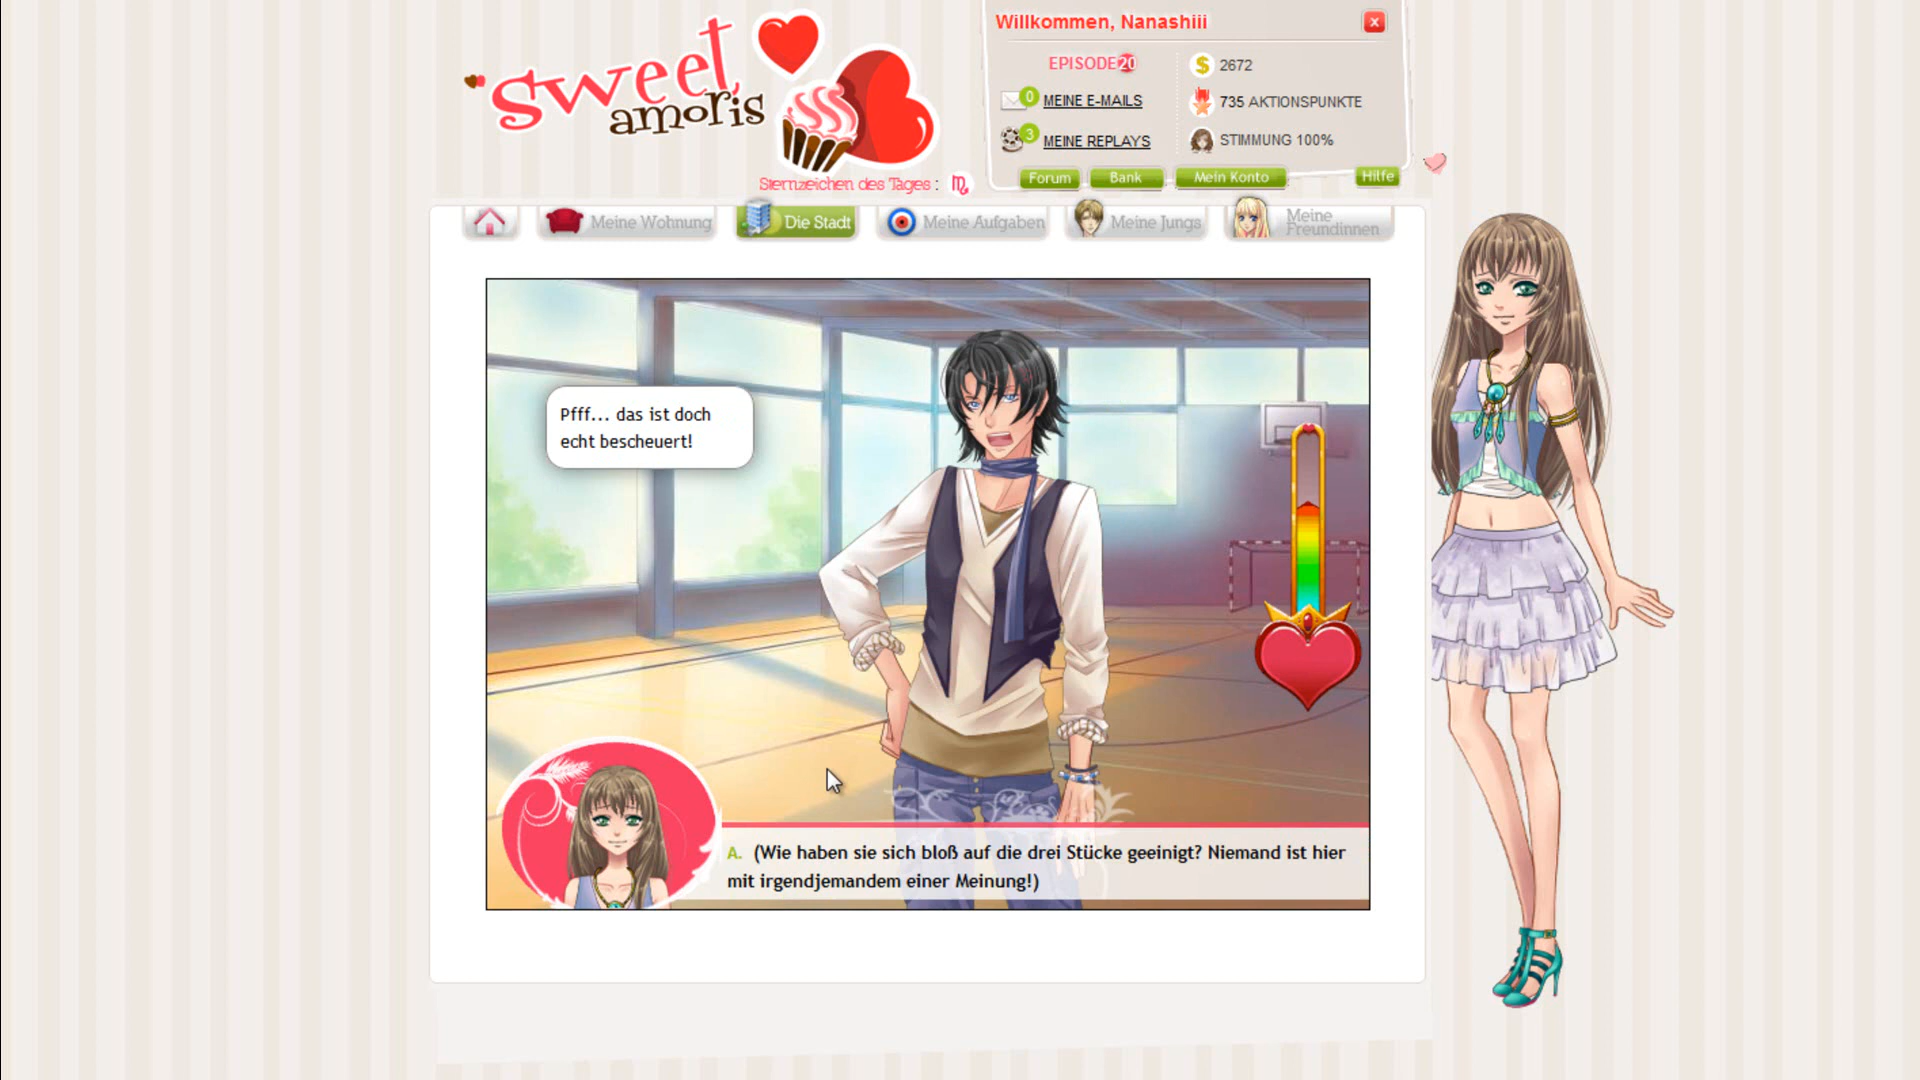 sweet
amoris
Sternzeichen des Tages : ♏
Willkommen, Nanashiii
x
EPISODE 20
$ 2672
0 MEINE E-MAILS
735 AKTIONSPUNKTE
3 MEINE REPLAYS
STIMMUNG 100%
Forum
Bank
Mein Konto
Hilfe
Meine Wohnung
Die Stadt
Meine Aufgaben
Meine Jungs
Meine
Freundinnen
Pfff... das ist doch
echt bescheuert!
A. (Wie haben sie sich bloß auf die drei Stücke geeinigt? Niemand ist hier
mit irgendjemandem einer Meinung!)